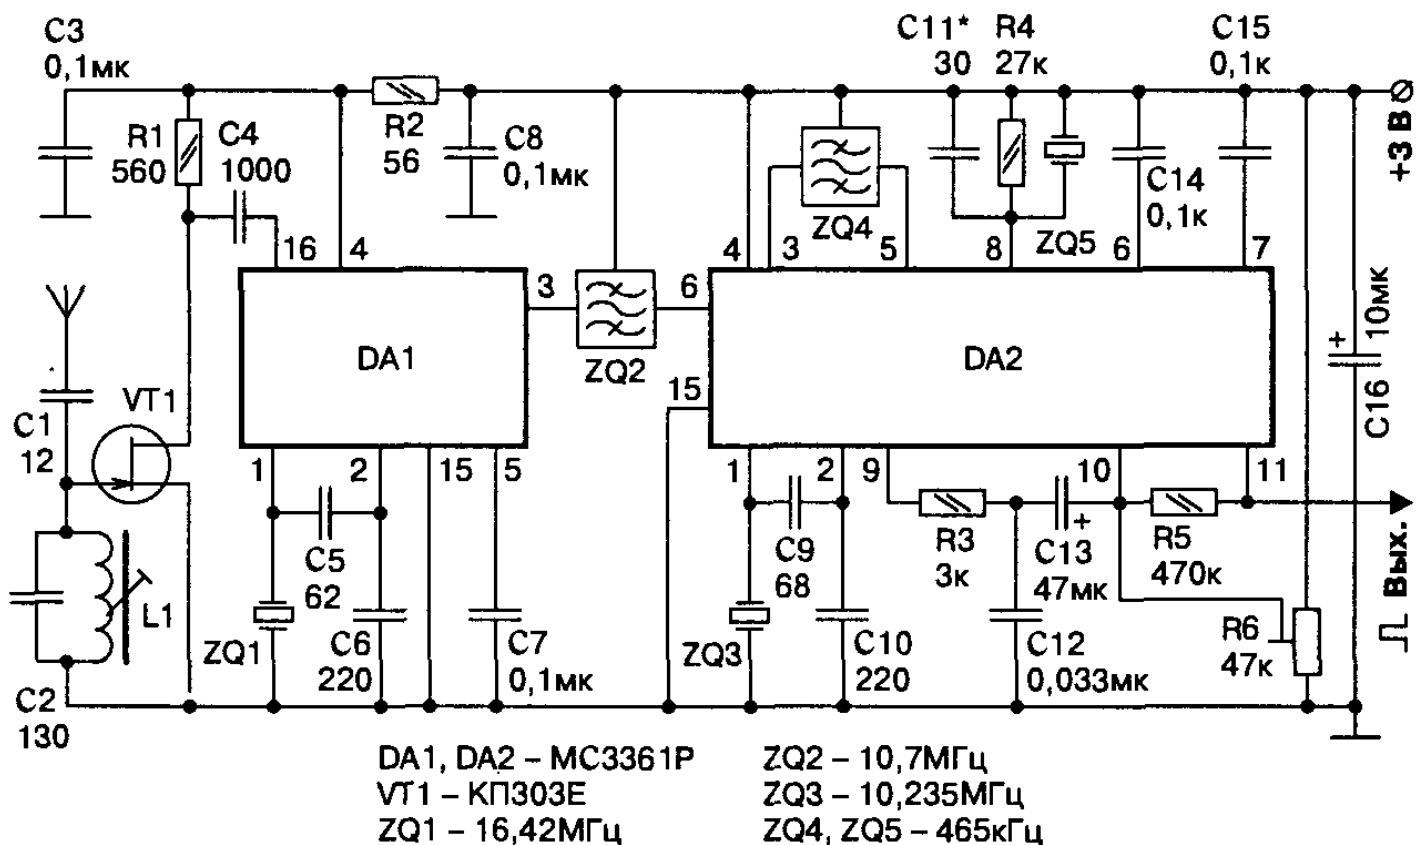 C3
0,1мк
R1
560
C4
1000
R2
56
C8
0,1мк
C11*
30
R4
27к
C15
0,1к
+3 В
ZQ4
ZQ5
C14
0,1к
16
4
4
3
5
8
6
7
3
6
DA1
ZQ2
DA2
15
+
10мк
C16
C1
12
VT1
1
2
15
5
1
2
9
10
11
C5
62
C9
68
R3
3к
C13
+
47мк
R5
470к
Вых.
L1
ZQ1
C6
220
C7
0,1мк
ZQ3
C10
220
C12
0,033мк
R6
47к
C2
130
DA1, DA2 – MC3361P
VT1 – КП303Е
ZQ1 – 16,42МГц
ZQ2 – 10,7МГц
ZQ3 – 10,235МГц
ZQ4, ZQ5 – 465кГц